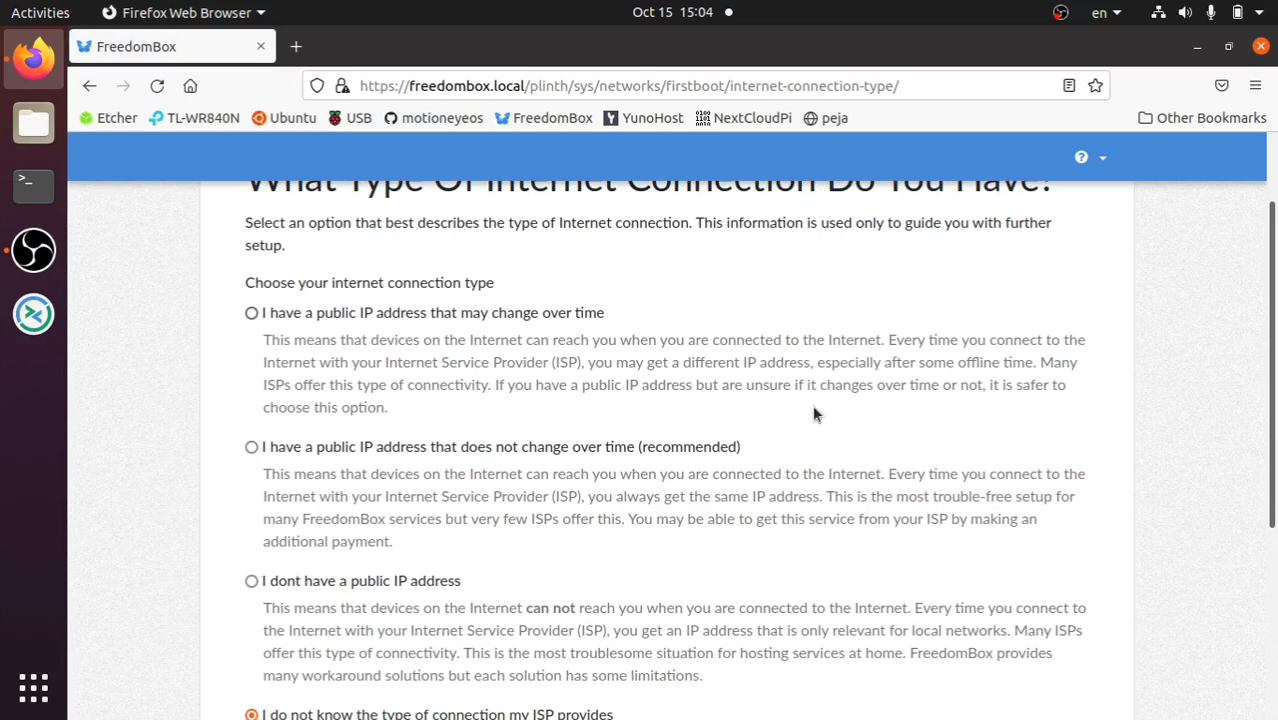 Activities
Firefox Web Browser
Oct 15 15:04
en
FreedomBox
https://freedombox.local/plinth/sys/networks/firstboot/internet-connection-type/
Etcher
TL-WR840N
Ubuntu
USB
motioneyeos
FreedomBox
YunoHost
NextCloudPi
peja
Other Bookmarks
What Type Of Internet Connection Do You Have?
Select an option that best describes the type of Internet connection. This information is used only to guide you with further
setup.
Choose your internet connection type
I have a public IP address that may change over time
This means that devices on the Internet can reach you when you are connected to the Internet. Every time you connect to the
Internet with your Internet Service Provider (ISP), you may get a different IP address, especially after some offline time. Many
ISPs offer this type of connectivity. If you have a public IP address but are unsure if it changes over time or not, it is safer to
choose this option.
I have a public IP address that does not change over time (recommended)
This means that devices on the Internet can reach you when you are connected to the Internet. Every time you connect to the
Internet with your Internet Service Provider (ISP), you always get the same IP address. This is the most trouble-free setup for
many FreedomBox services but very few ISPs offer this. You may be able to get this service from your ISP by making an
additional payment.
I dont have a public IP address
This means that devices on the Internet can not reach you when you are connected to the Internet. Every time you connect to
the Internet with your Internet Service Provider (ISP), you get an IP address that is only relevant for local networks. Many ISPs
offer this type of connectivity. This is the most troublesome situation for hosting services at home. FreedomBox provides
many workaround solutions but each solution has some limitations.
I do not know the type of connection my ISP provides